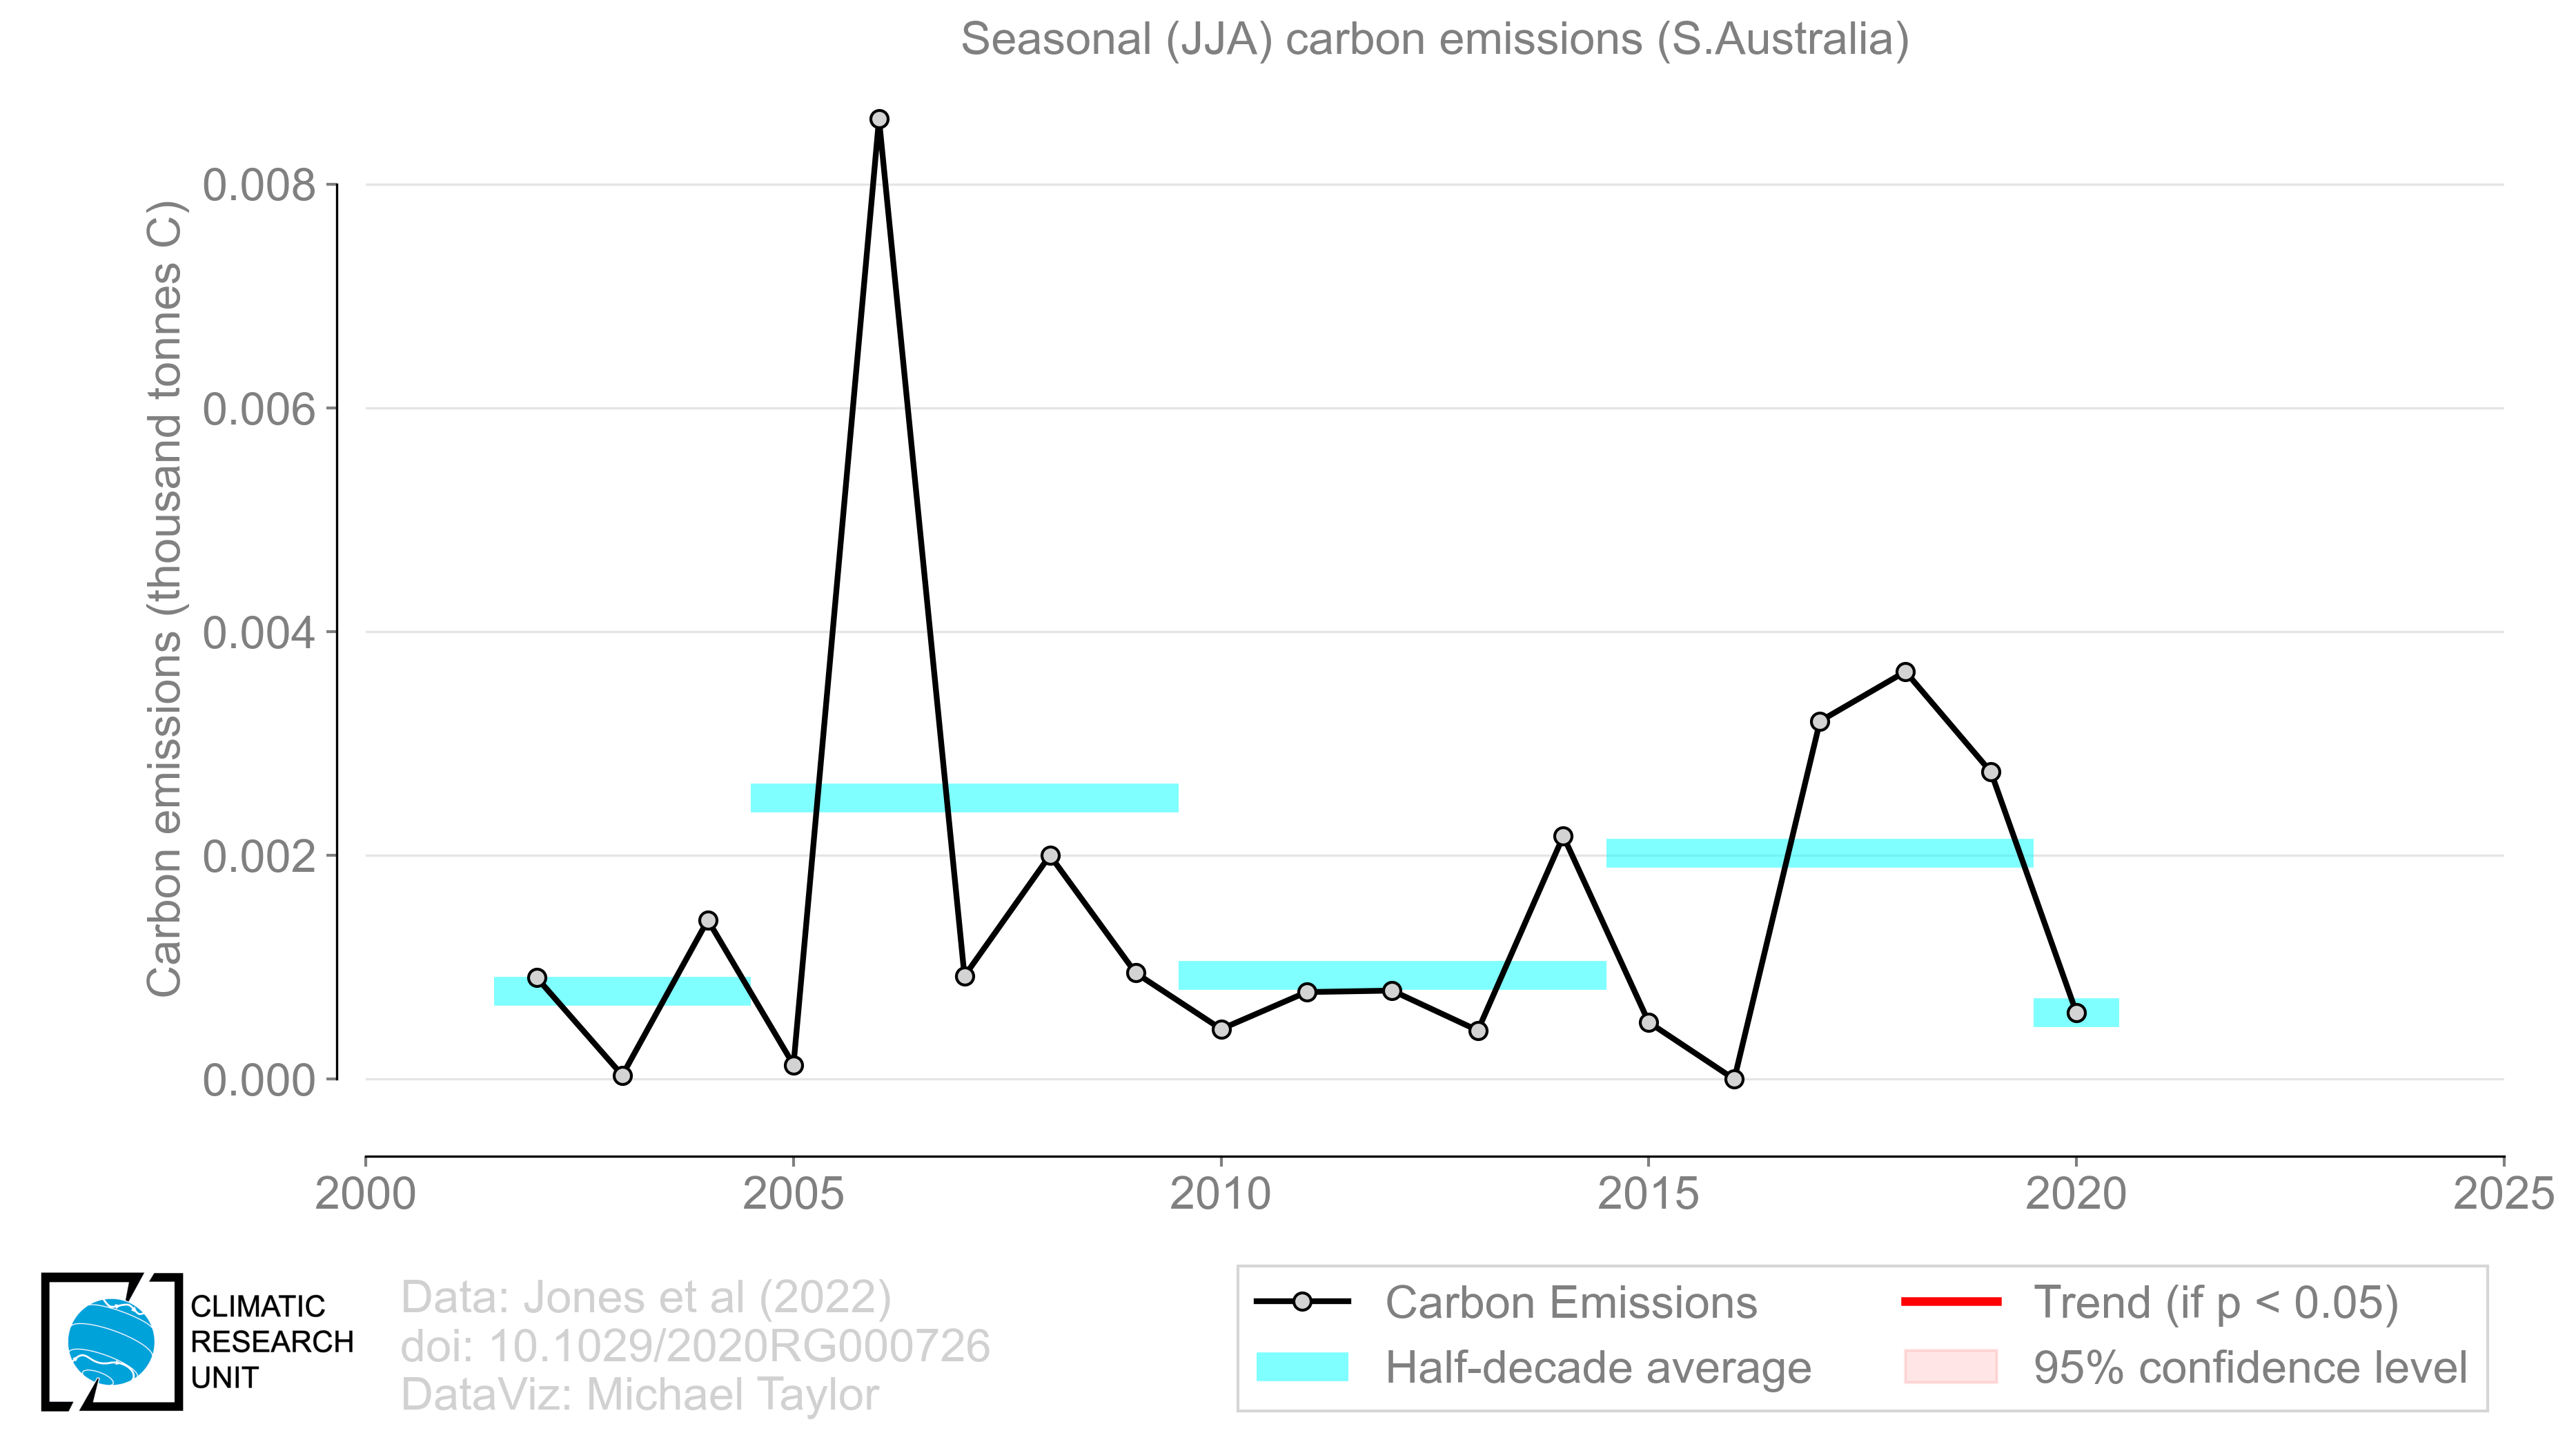 Seasonal (JJA) carbon emissions (S.Australia)
Carbon emissions (thousand tonnes C)
0.008
0.006
0.004
0.002
0.000
2000
2005
2010
2015
2020
2025
CLIMATIC
RESEARCH
UNIT
Data: Jones et al (2022)
doi: 10.1029/2020RG000726
DataViz: Michael Taylor
Carbon Emissions
Half-decade average
Trend (if p < 0.05)
95% confidence level